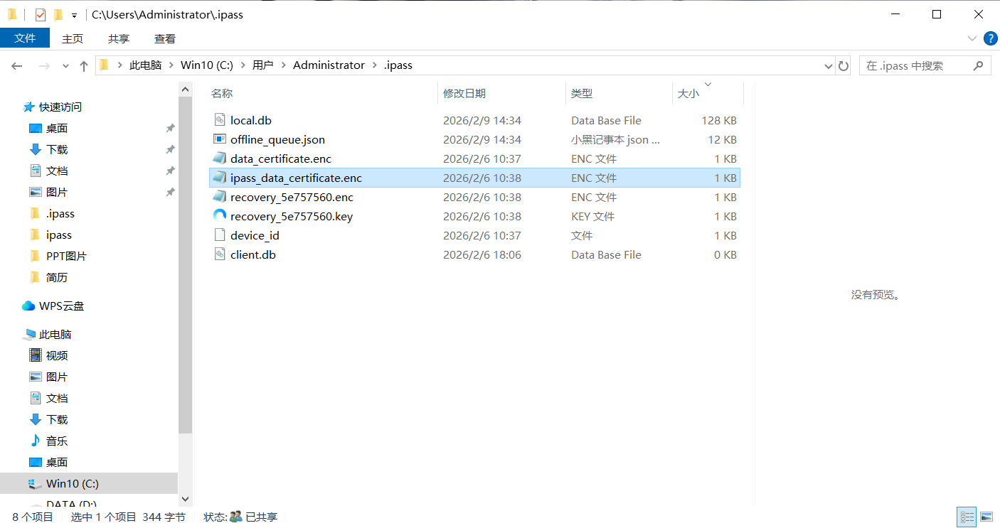 C:\Users\Administrator\.ipass
文件 主页 共享 查看
此电脑 Win10 (C:) 用户 Administrator .ipass
在 .ipass 中搜索
快速访问
桌面
下载
文档
图片
.ipass
ipass
PPT图片
简历
WPS云盘
此电脑
视频
图片
文档
下载
音乐
桌面
Win10 (C:)
DATA (D:)
名称 修改日期 类型 大小
local.db 2026/2/9 14:34 Data Base File 128 KB
offline_queue.json 2026/2/9 14:34 小黑记事本 json ... 12 KB
data_certificate.enc 2026/2/6 10:37 ENC 文件 1 KB
ipass_data_certificate.enc 2026/2/6 10:38 ENC 文件 1 KB
recovery_5e757560.enc 2026/2/6 10:38 ENC 文件 1 KB
recovery_5e757560.key 2026/2/6 10:38 KEY 文件 1 KB
device_id 2026/2/6 10:37 文件 1 KB
client.db 2026/2/6 18:06 Data Base File 0 KB
没有预览。
8 个项目 选中 1 个项目 344 字节 状态: 已共享